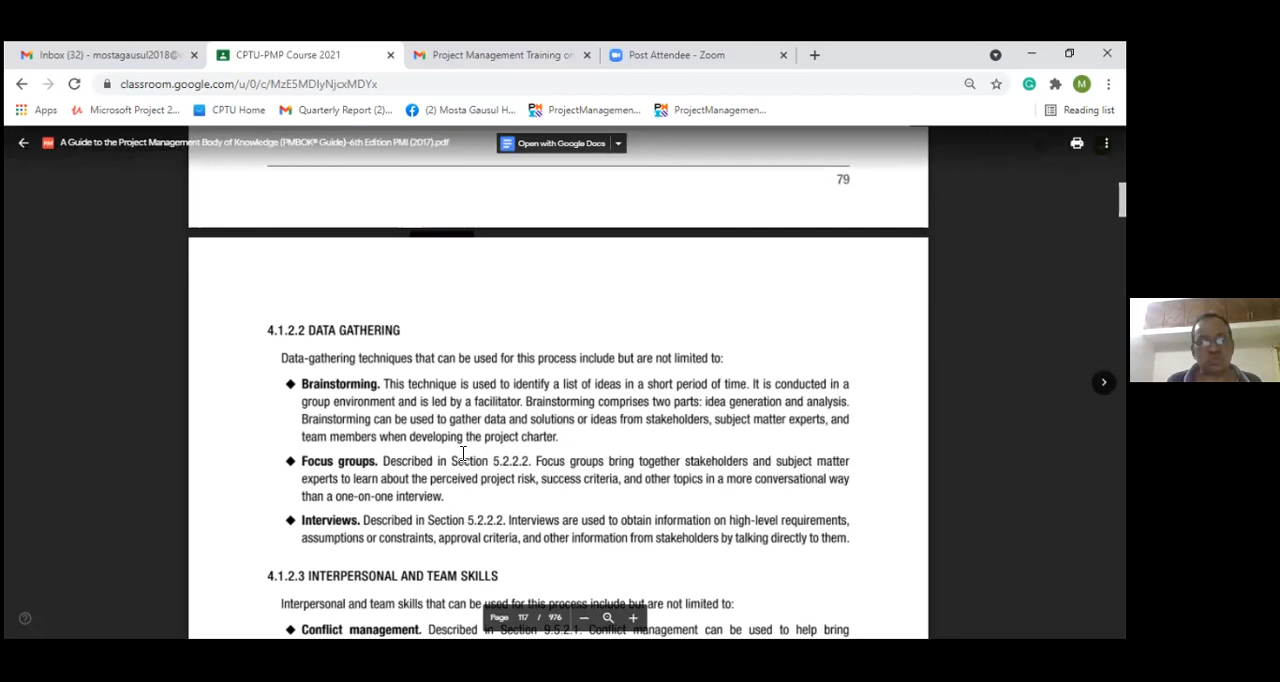 Inbox (32) - mostagausul2018@
CPTU-PMP Course 2021
Project Management Training on
Post Attendee - Zoom
classroom.google.com/u/0/c/MzE5MDIyNjcxMDYx
Apps
Microsoft Project 2...
CPTU Home
Quarterly Report (2)...
(2) Mosta Gausul H...
ProjectManagemen...
ProjectManagemen...
Reading list
A Guide to the Project Management Body of Knowledge (PMBOK® Guide)-6th Edition PMI (2017).pdf
Open with Google Docs
79
4.1.2.2 DATA GATHERING
Data-gathering techniques that can be used for this process include but are not limited to:
◆ Brainstorming. This technique is used to identify a list of ideas in a short period of time. It is conducted in a
group environment and is led by a facilitator. Brainstorming comprises two parts: idea generation and analysis.
Brainstorming can be used to gather data and solutions or ideas from stakeholders, subject matter experts, and
team members when developing the project charter.
◆ Focus groups. Described in Section 5.2.2.2. Focus groups bring together stakeholders and subject matter
experts to learn about the perceived project risk, success criteria, and other topics in a more conversational way
than a one-on-one interview.
◆ Interviews. Described in Section 5.2.2.2. Interviews are used to obtain information on high-level requirements,
assumptions or constraints, approval criteria, and other information from stakeholders by talking directly to them.
4.1.2.3 INTERPERSONAL AND TEAM SKILLS
Interpersonal and team skills that can be used for this process include but are not limited to:
Page 117 / 976
◆ Conflict management. Described in Section 9.5.2.1. Conflict management can be used to help bring